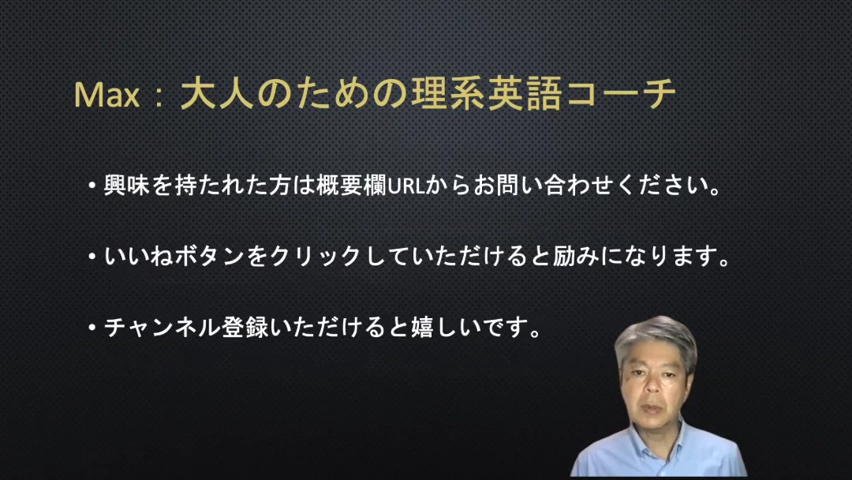 Max：大人のための理系英語コーチ
• 興味を持たれた方は概要欄URLからお問い合わせください。
• いいねボタンをクリックしていただけると励みになります。
• チャンネル登録いただけると嬉しいです。